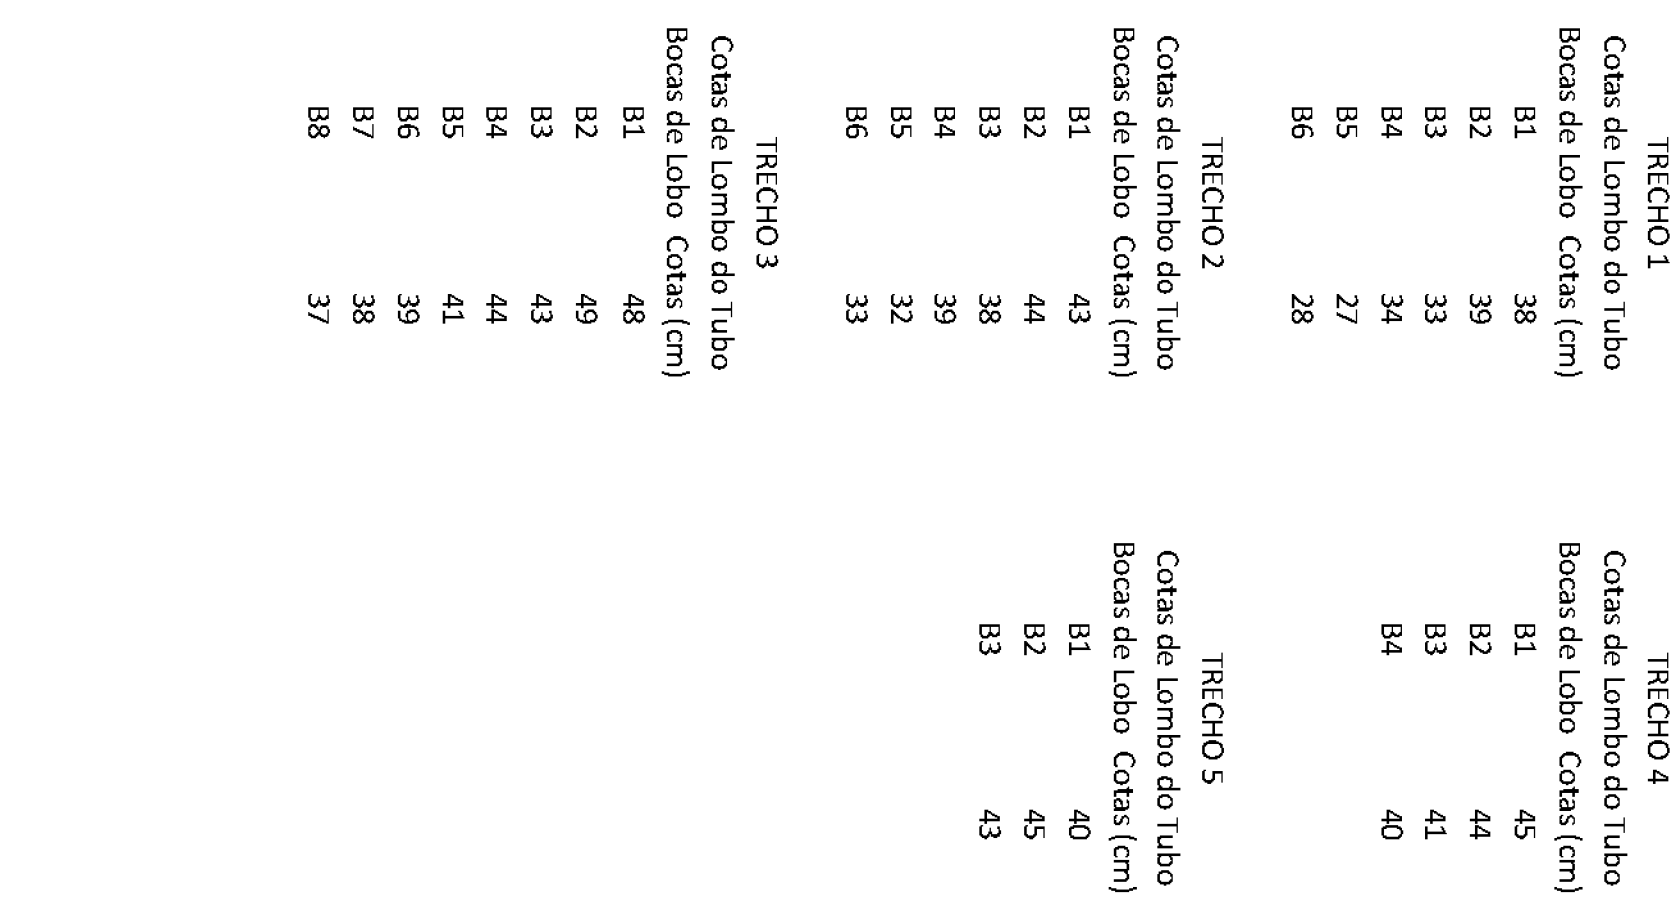 TRECHO 1
Cotas de Lombo do Tubo
Bocas de Lobo Cotas (cm)
B1 38
B2 39
B3 33
B4 34
B5 27
B6 28
TRECHO 2
Cotas de Lombo do Tubo
Bocas de Lobo Cotas (cm)
B1 43
B2 44
B3 38
B4 39
B5 32
B6 33
TRECHO 3
Cotas de Lombo do Tubo
Bocas de Lobo Cotas (cm)
B1 48
B2 49
B3 43
B4 44
B5 41
B6 39
B7 38
B8 37
TRECHO 4
Cotas de Lombo do Tubo
Bocas de Lobo Cotas (cm)
B1 45
B2 44
B3 41
B4 40
TRECHO 5
Cotas de Lombo do Tubo
Bocas de Lobo Cotas (cm)
B1 40
B2 45
B3 43